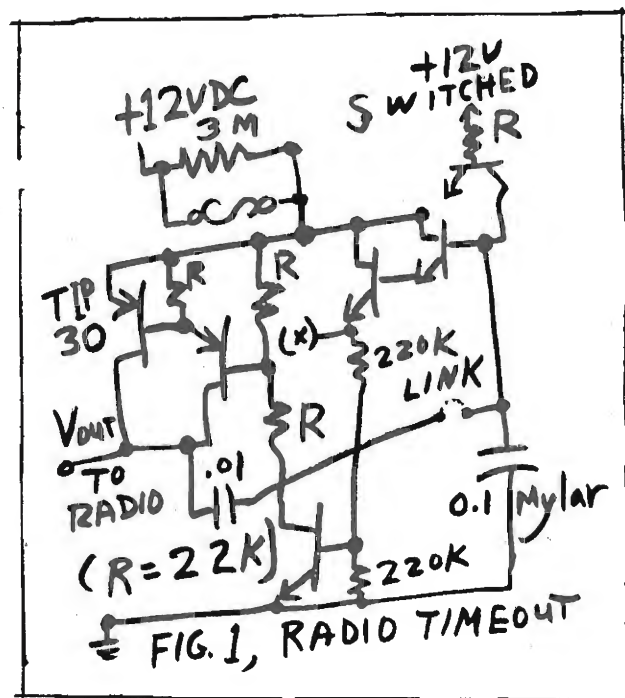 +12V
SWITCHED
R
+12VDC
3M
R
R
TIP
30
(x)
220K
LINK
R
Vout
TO
RADIO
.01
0.1 Mylar
(R=22K)
220K
FIG. 1, RADIO TIMEOUT